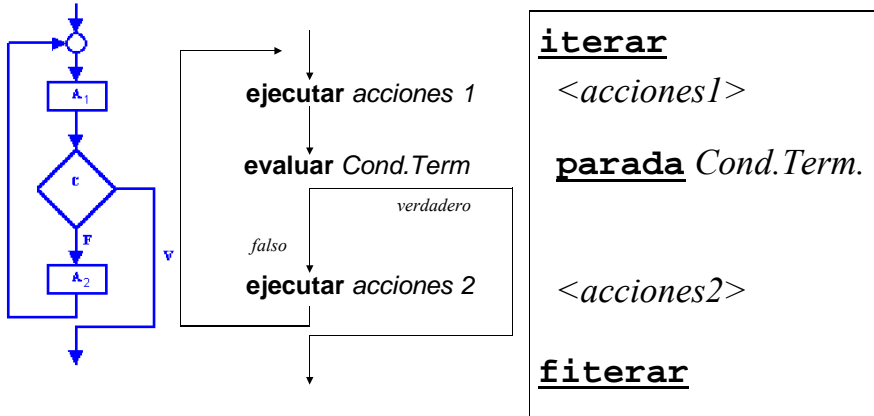 A1
C
F
V
A2
ejecutar acciones 1
evaluar Cond.Term
verdadero
falso
ejecutar acciones 2
iterar
<acciones1>
parada Cond.Term.
<acciones2>
fiterar